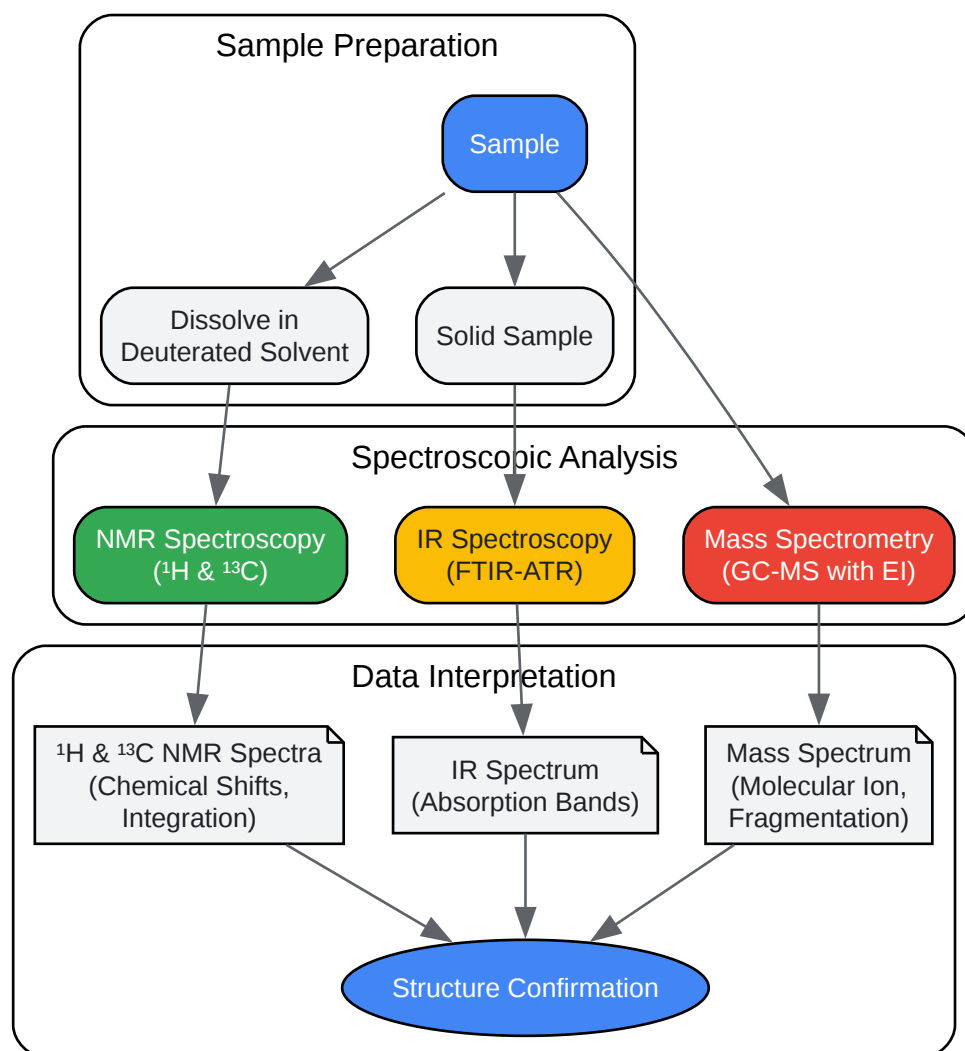 Sample Preparation
Sample
Dissolve in
Deuterated Solvent
Solid Sample
Spectroscopic Analysis
NMR Spectroscopy
(¹H & ¹³C)
IR Spectroscopy
(FTIR-ATR)
Mass Spectrometry
(GC-MS with EI)
Data Interpretation
¹H & ¹³C NMR Spectra
(Chemical Shifts,
Integration)
IR Spectrum
(Absorption Bands)
Mass Spectrum
(Molecular Ion,
Fragmentation)
Structure Confirmation